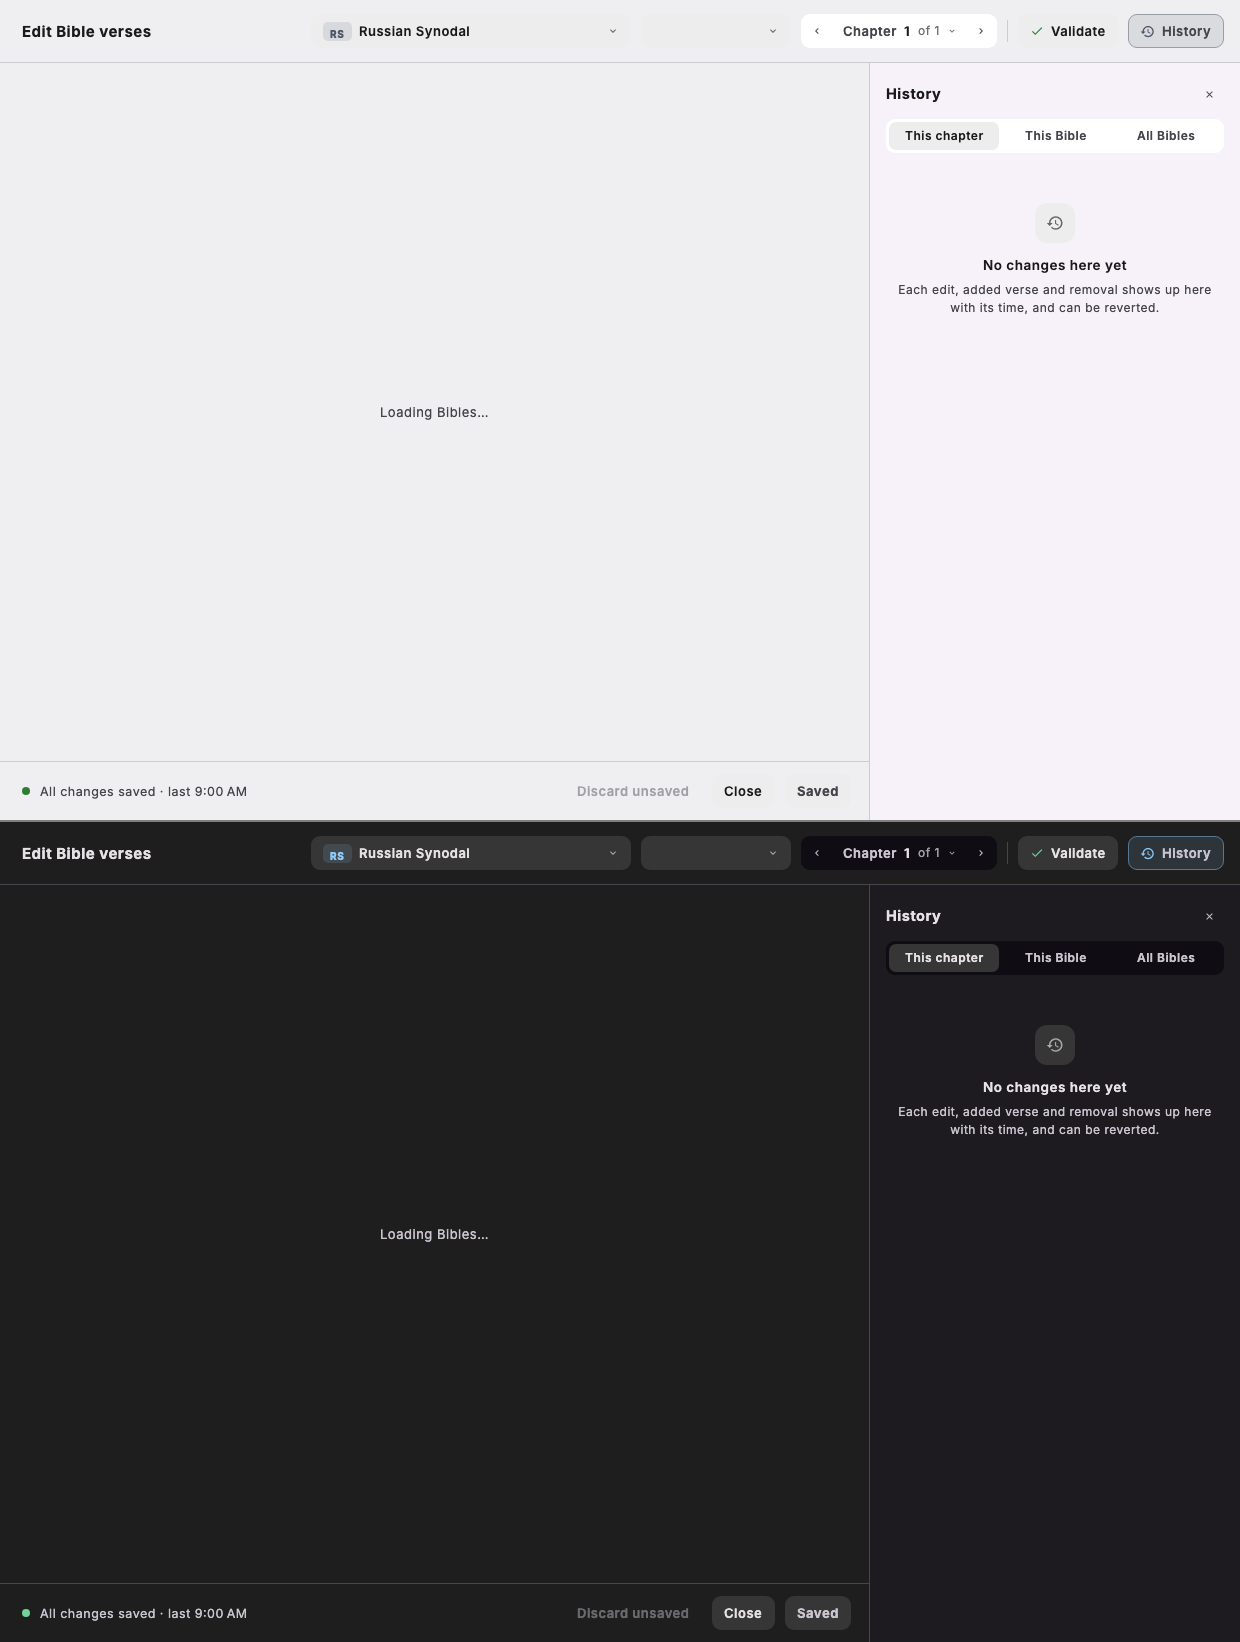 Edit Bible verses
RS Russian Synodal
Chapter 1 of 1
Validate
History
History
This chapter This Bible All Bibles
No changes here yet
Each edit, added verse and removal shows up here
with its time, and can be reverted.
Loading Bibles...
All changes saved · last 9:00 AM
Discard unsaved Close Saved
Edit Bible verses
RS Russian Synodal
Chapter 1 of 1
Validate
History
History
This chapter This Bible All Bibles
No changes here yet
Each edit, added verse and removal shows up here
with its time, and can be reverted.
Loading Bibles...
All changes saved · last 9:00 AM
Discard unsaved Close Saved